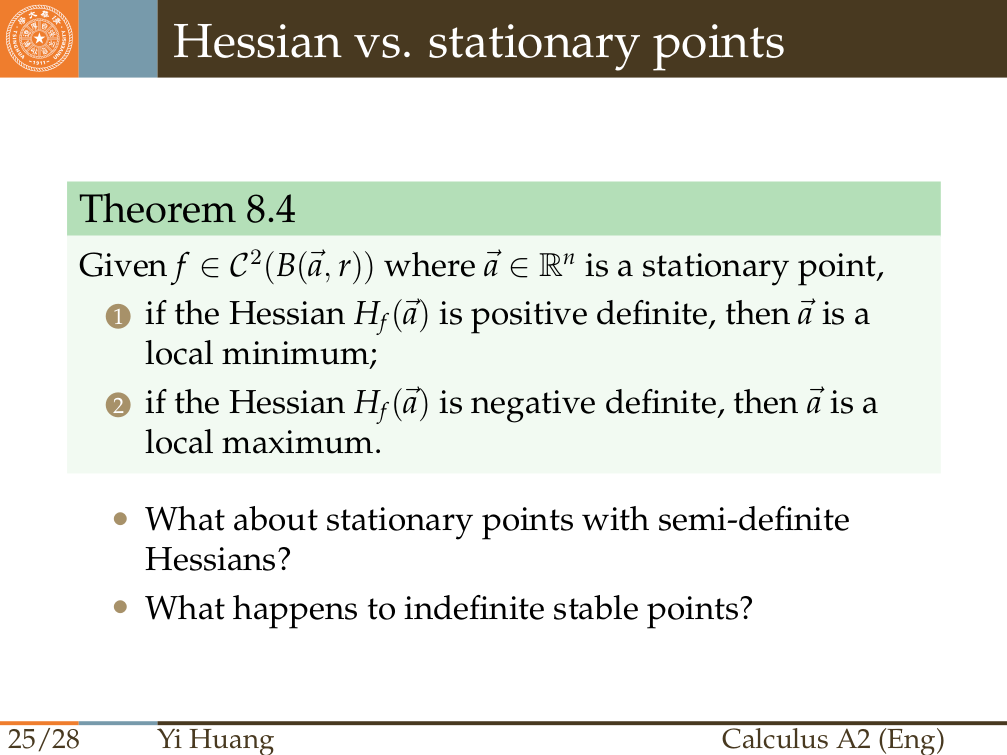 Hessian vs. stationary points
Theorem 8.4
Given f ∈ 𝒞²(B(a⃗, r)) where a⃗ ∈ ℝⁿ is a stationary point,
1 if the Hessian H_f(a⃗) is positive definite, then a⃗ is a
local minimum;
2 if the Hessian H_f(a⃗) is negative definite, then a⃗ is a
local maximum.
• What about stationary points with semi-definite
Hessians?
• What happens to indefinite stable points?
25/28 Yi Huang Calculus A2 (Eng)